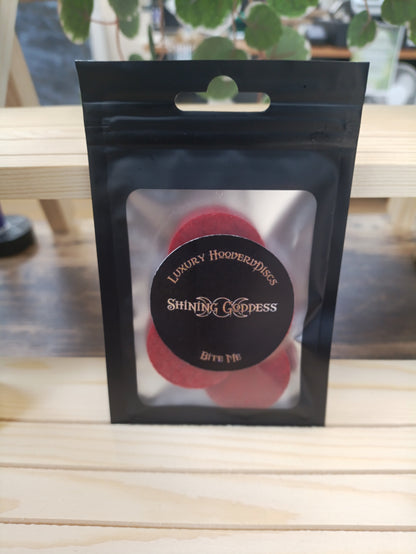 Luxury Hoover Discs
Shining Goddess
Bite Me